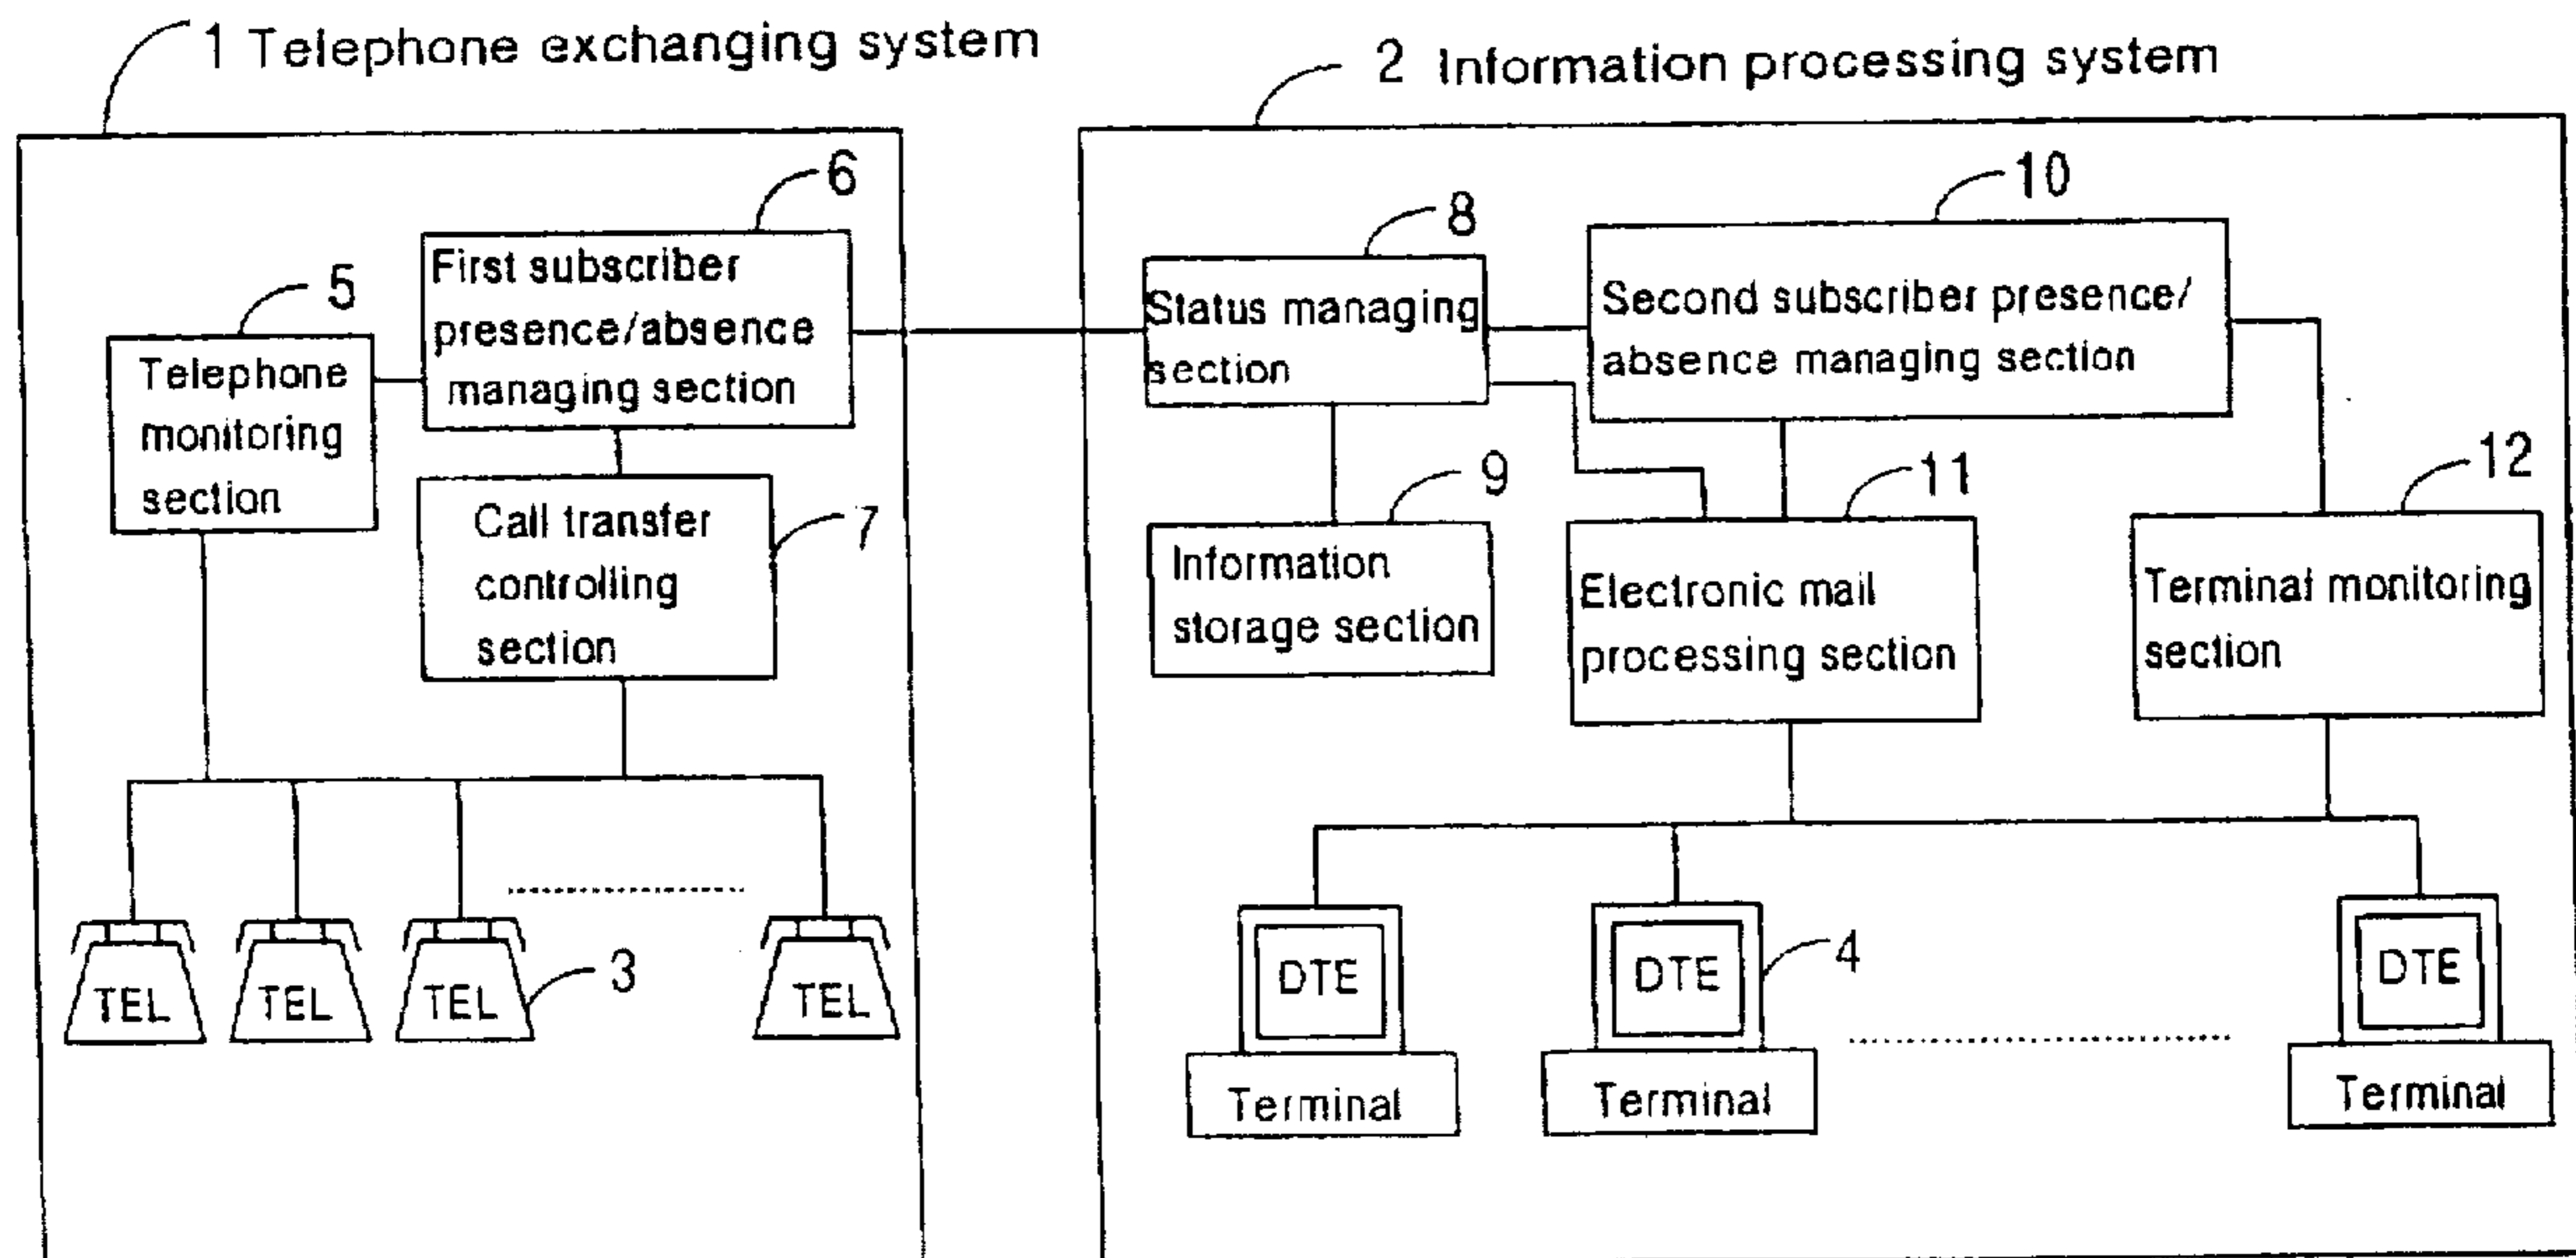 1 Telephone exchanging system
2 Information processing system
6
First subscriber
presence/absence
managing section
5
Telephone
monitoring
section
7
Call transfer
controlling
section
8
Status managing
section
10
Second subscriber presence/
absence managing section
9
Information
storage section
11
Electronic mail
processing section
12
Terminal monitoring
section
TEL
TEL
TEL
3
TEL
DTE
Terminal
DTE
4
Terminal
DTE
Terminal